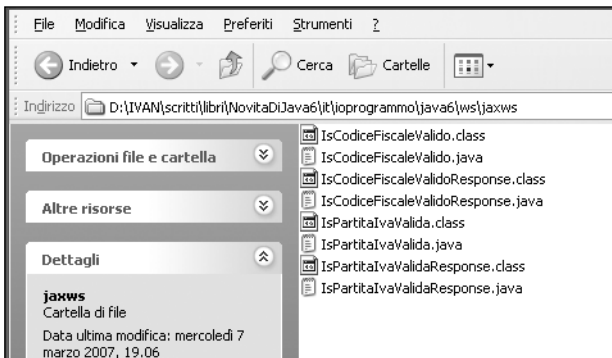 File Modifica Visualizza Preferiti Strumenti ?
Indietro Cerca Cartelle
Indirizzo D:\IVAN\scritti\libri\NovitaDiJava6\it\ioprogrammo\java6\ws\jaxws
Operazioni file e cartella
Altre risorse
Dettagli
jaxws
Cartella di file
Data ultima modifica: mercoledì 7
marzo 2007, 19.06
IsCodiceFiscaleValido.class
IsCodiceFiscaleValido.java
IsCodiceFiscaleValidoResponse.class
IsCodiceFiscaleValidoResponse.java
IsPartitaIvaValida.class
IsPartitaIvaValida.java
IsPartitaIvaValidaResponse.class
IsPartitaIvaValidaResponse.java